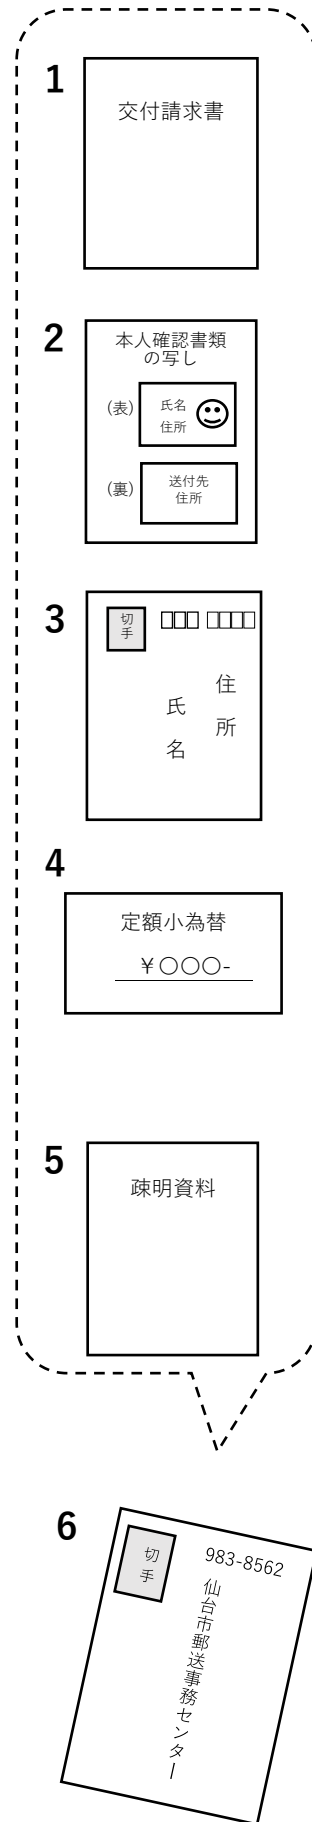 1
交付請求書
2
本人確認書類
の写し
(表)
氏名
住所
(裏)
送付先
住所
3
切手
□□□ □□□□
住所
氏名
4
定額小為替
￥〇〇〇-
5
疎明資料
6
切手
983-8562
仙台市郵送事務センター